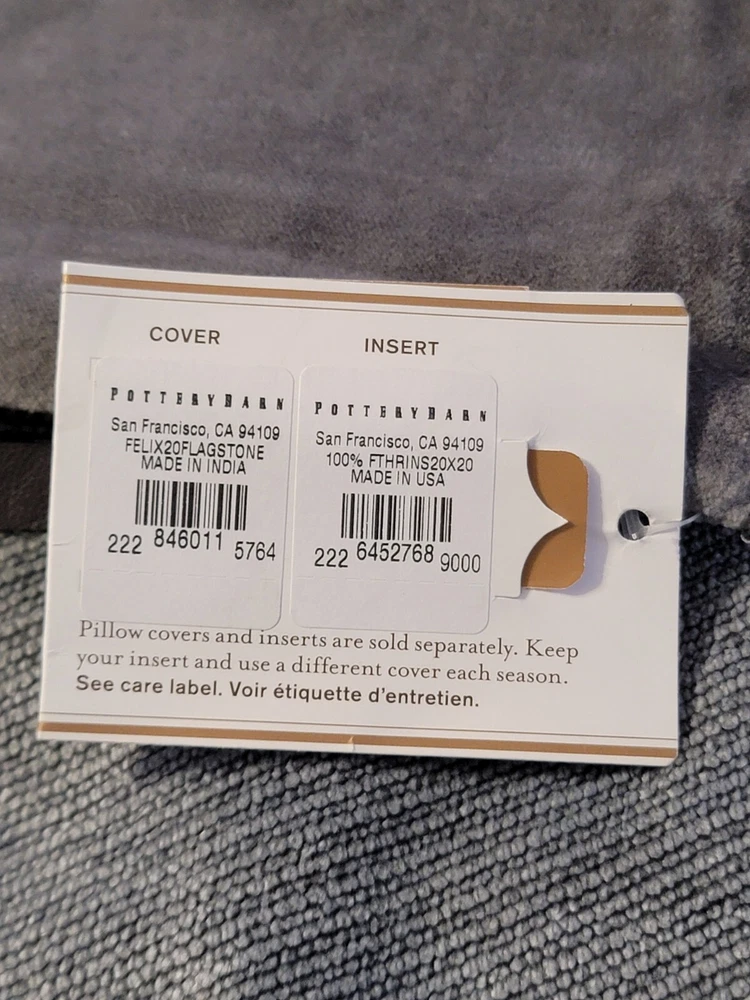 COVER
POTTERYBARN
San Francisco, CA 94109
FELIX20FLAGSTONE
MADE IN INDIA
222 846011 5764
INSERT
POTTERYBARN
San Francisco, CA 94109
100% FTHRINS20X20
MADE IN USA
222 6452768 9000
Pillow covers and inserts are sold separately. Keep
your insert and use a different cover each season.
See care label. Voir étiquette d'entretien.